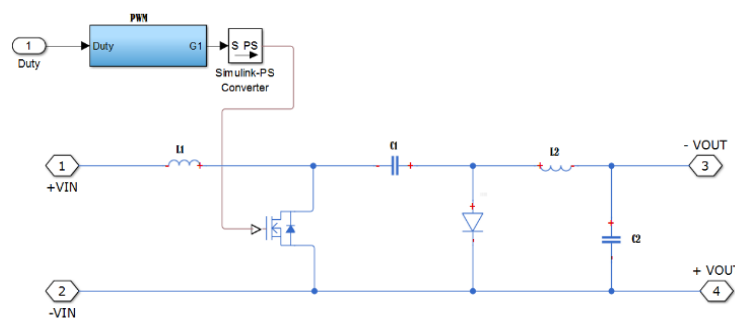 PWM
1
Duty
G1
S PS
Duty
Simulink-PS
Converter
L1
C1
L2
- VOUT
1
3
+VIN
C2
+ VOUT
2
4
-VIN